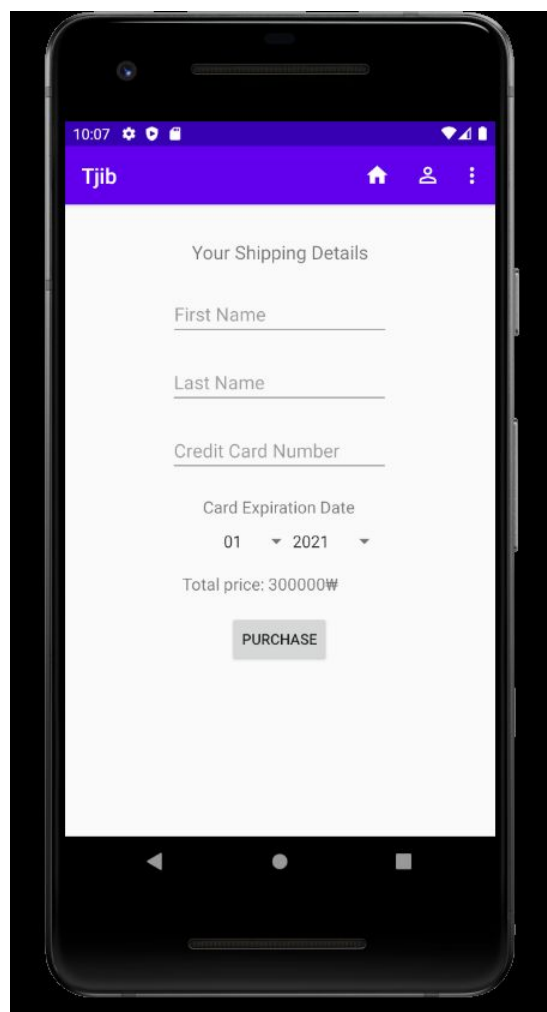 10:07
Tjib
Your Shipping Details
First Name
Last Name
Credit Card Number
Card Expiration Date
01 2021
Total price: 300000₩
PURCHASE